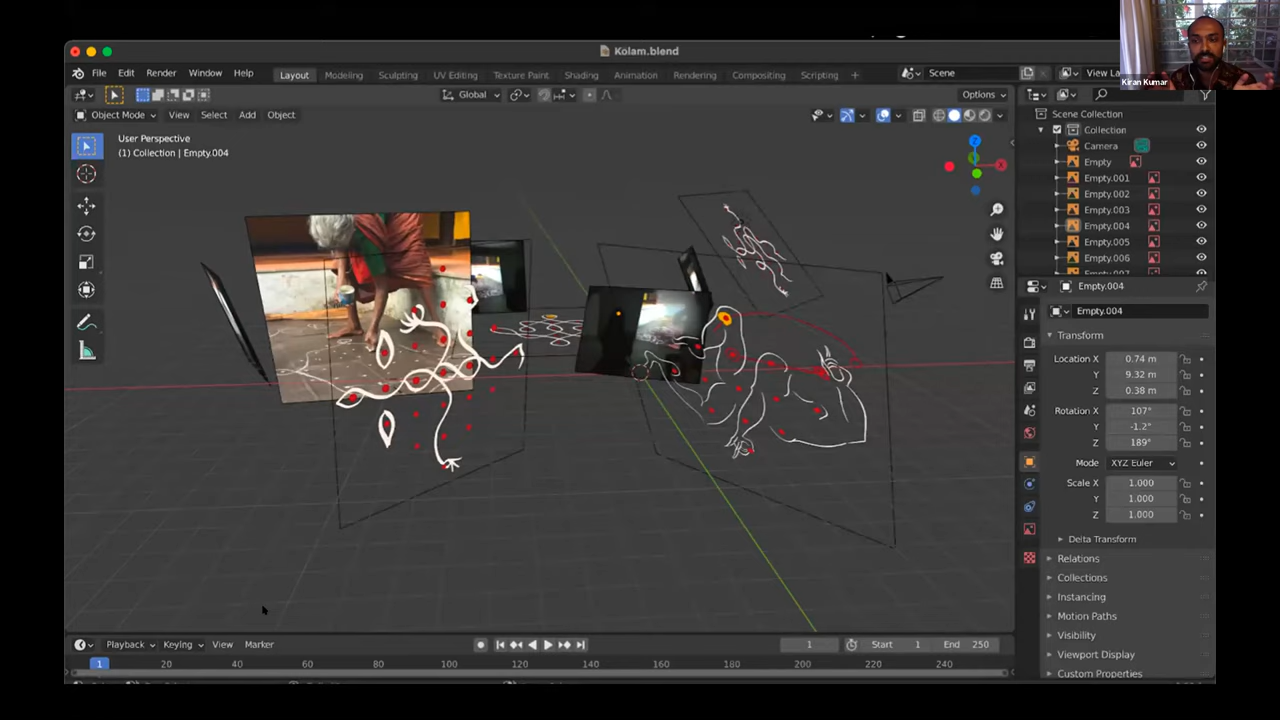 Kolam.blend
Kiran Kumar
File Edit Render Window Help
Layout Modeling Sculpting UV Editing Texture Paint Shading Animation Rendering Compositing Scripting +
Scene
View La
Global
Options
Object Mode View Select Add Object
User Perspective
(1) Collection | Empty.004
X
Z
Scene Collection
Collection
Camera
Empty
Empty.001
Empty.002
Empty.003
Empty.004
Empty.005
Empty.006
Empty.004
Empty.004
Transform
Location X 0.74 m
Y 9.32 m
Z 0.38 m
Rotation X 107°
Y -1.2°
Z 189°
Mode XYZ Euler
Scale X 1.000
Y 1.000
Z 1.000
Delta Transform
Relations
Collections
Instancing
Motion Paths
Visibility
Viewport Display
Custom Properties
Playback Keying View Marker
1 Start 1 End 250
1 20 40 60 80 100 120 140 160 180 200 220 240